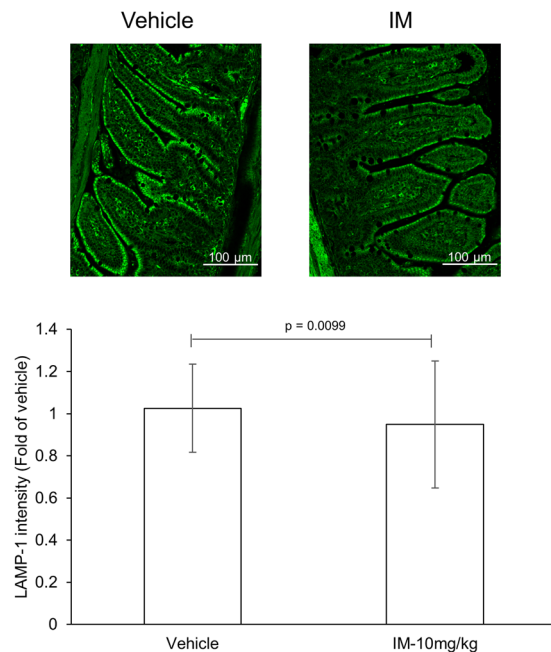 Vehicle IM
100 µm 100 µm
p = 0.0099
LAMP-1 intensity (Fold of vehicle)
1.4
1.2
1
0.8
0.6
0.4
0.2
0
Vehicle IM-10mg/kg